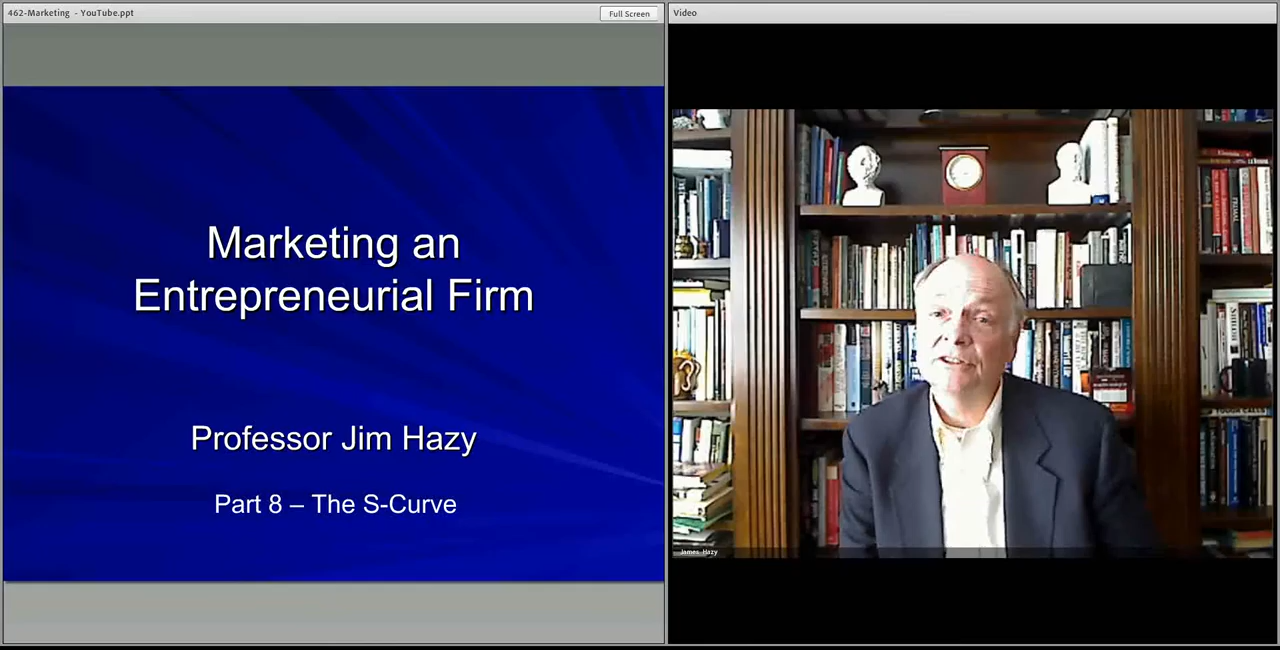 462-Marketing - YouTube.ppt
Full Screen
Video
Marketing an
Entrepreneurial Firm
Professor Jim Hazy
Part 8 – The S-Curve
James Hazy